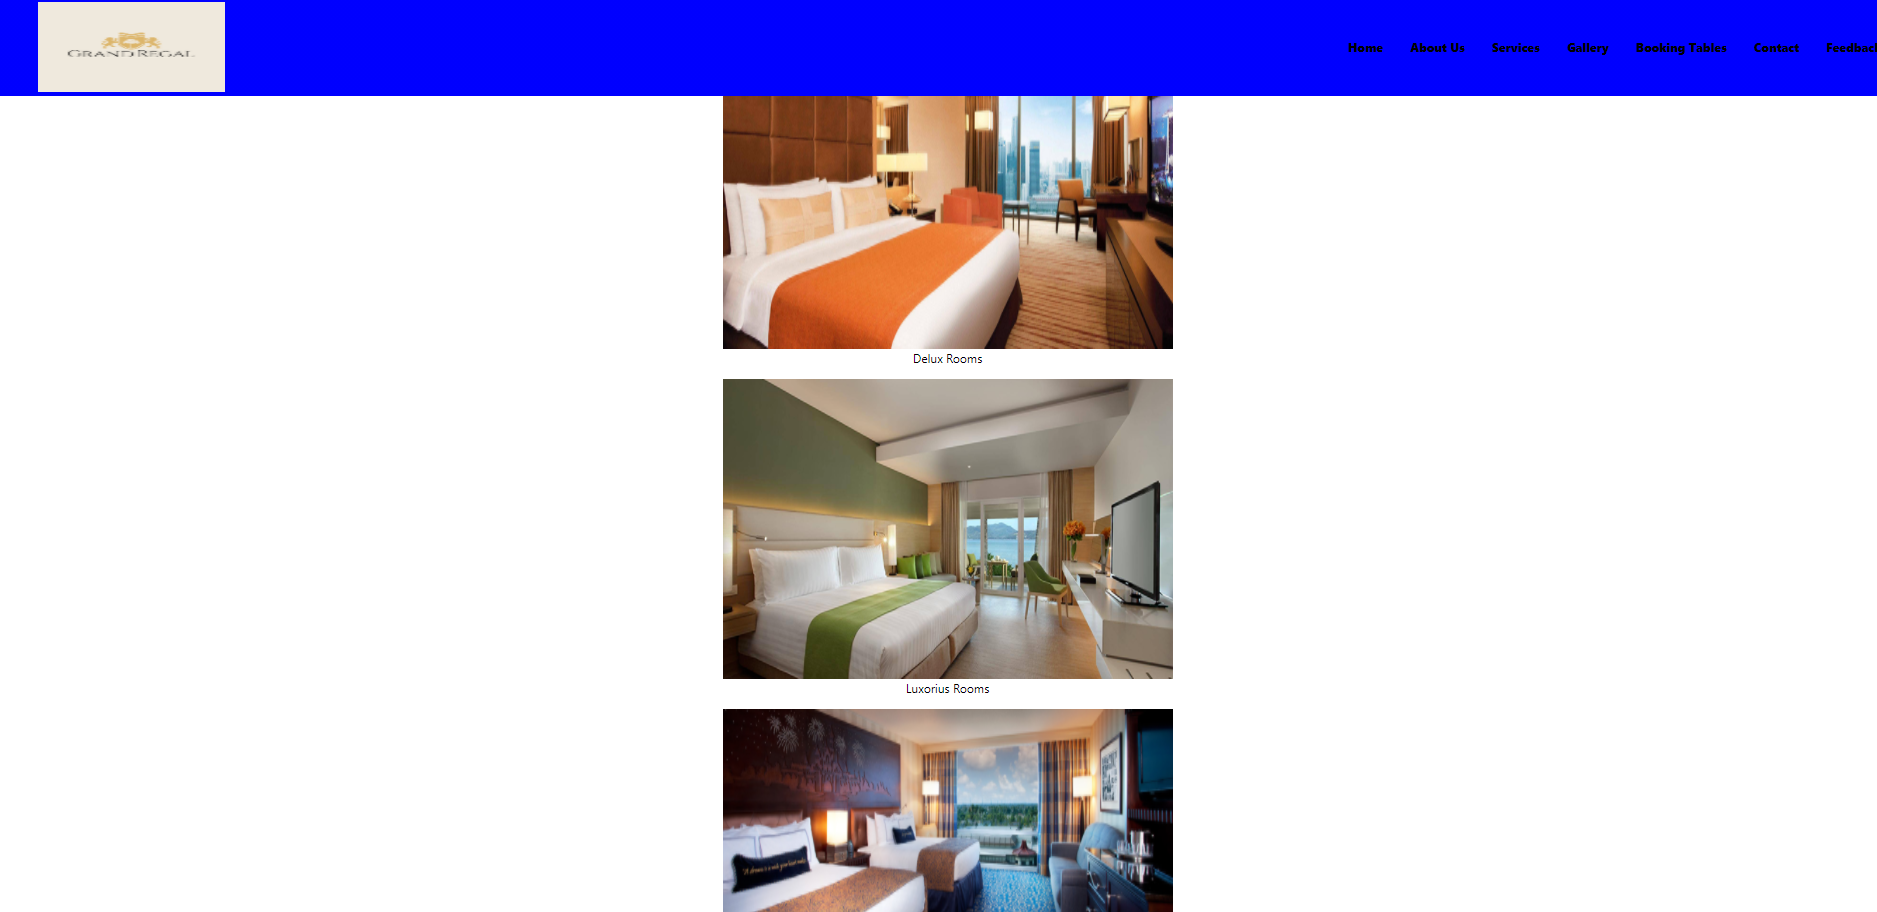 GRAND REGAL
Home About Us Services Gallery Booking Tables Contact Feedbac
Delux Rooms
Luxorius Rooms